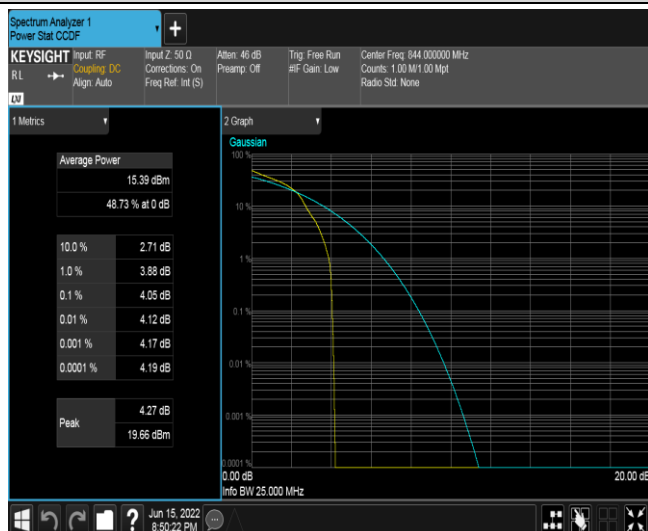 Spectrum Analyzer 1
Power Stat CCDF
+
KEYSIGHT
RL
LXI
Input: RF
Coupling: DC
Align: Auto
Input Z: 50 Ω
Corrections: On
Freq Ref: Int (S)
Atten: 46 dB
Preamp: Off
Trig: Free Run
#IF Gain: Low
Center Freq: 844.000000 MHz
Counts: 1.00 M/1.00 Mpt
Radio Std: None
1 Metrics
Average Power
15.39 dBm
48.73 % at 0 dB
10.0 % 2.71 dB
1.0 % 3.88 dB
0.1 % 4.05 dB
0.01 % 4.12 dB
0.001 % 4.17 dB
0.0001 % 4.19 dB
Peak
4.27 dB
19.66 dBm
2 Graph
Gaussian
100 %
10 %
1 %
0.1 %
0.01 %
0.001 %
0.0001 %
0.00 dB 20.00 dB
Info BW 25.000 MHz
?
Jun 15, 2022
8:50:22 PM